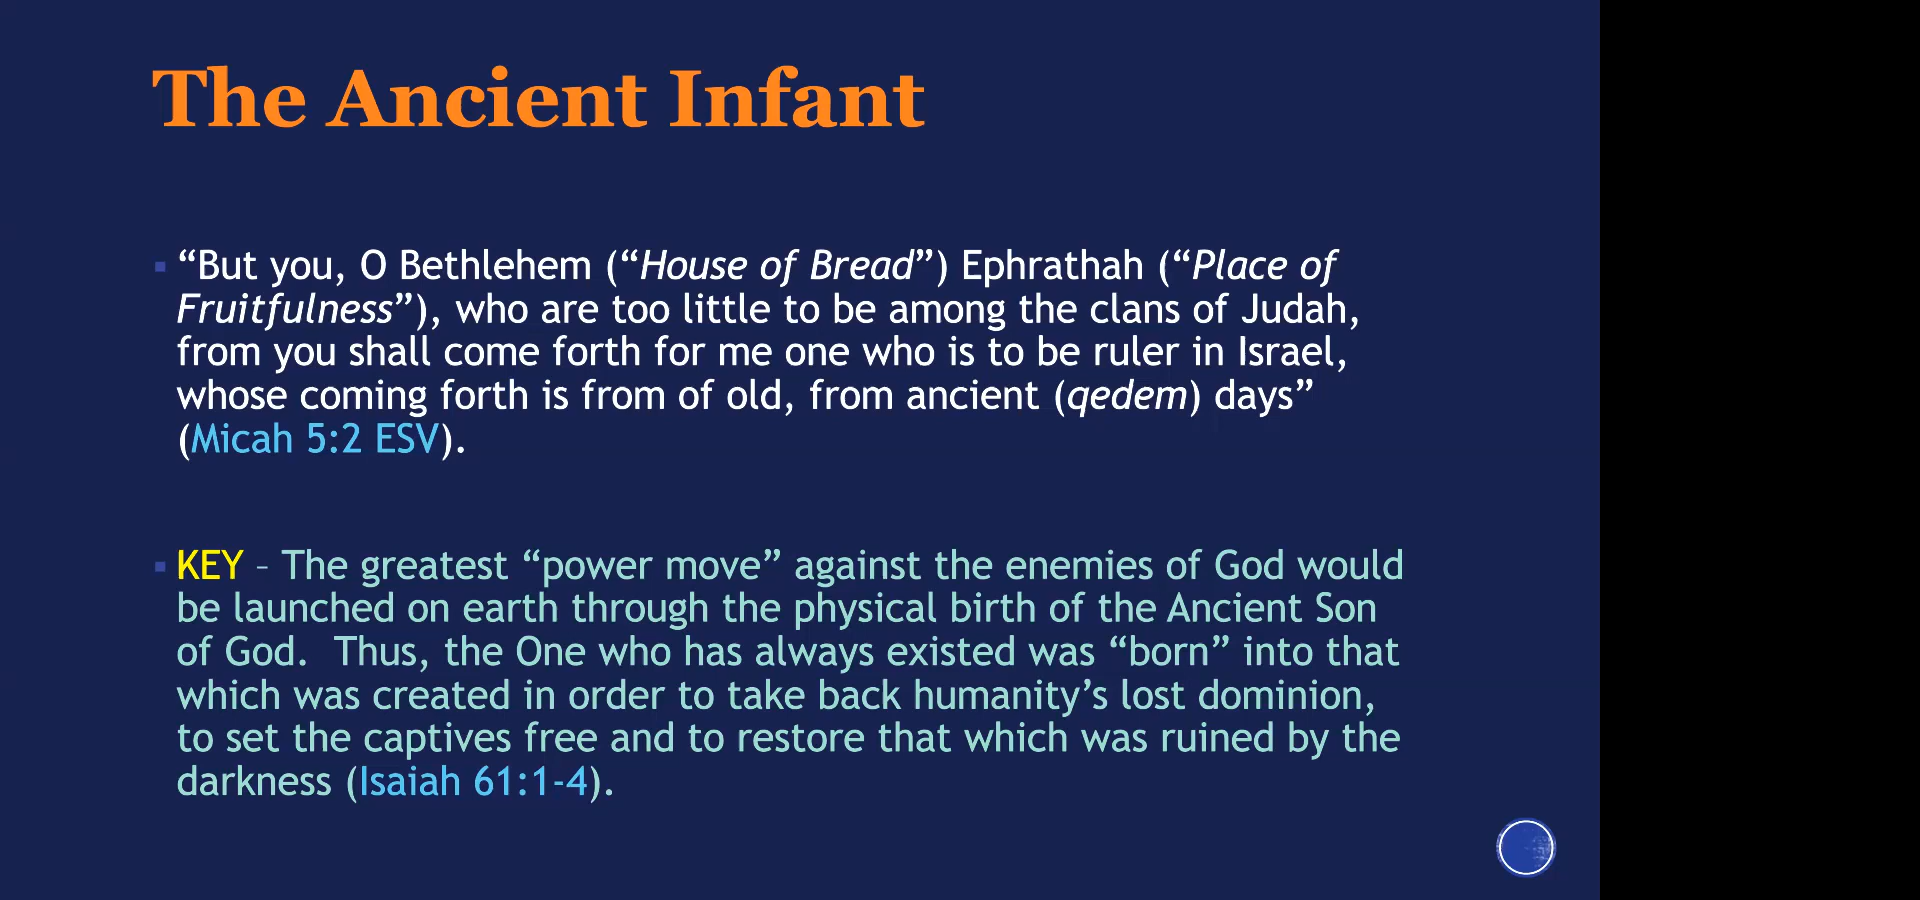 The Ancient Infant
“But you, O Bethlehem (“House of Bread”) Ephrathah (“Place of
Fruitfulness”), who are too little to be among the clans of Judah,
from you shall come forth for me one who is to be ruler in Israel,
whose coming forth is from of old, from ancient (qedem) days”
(Micah 5:2 ESV).
KEY – The greatest “power move” against the enemies of God would
be launched on earth through the physical birth of the Ancient Son
of God.  Thus, the One who has always existed was “born” into that
which was created in order to take back humanity’s lost dominion,
to set the captives free and to restore that which was ruined by the
darkness (Isaiah 61:1-4).